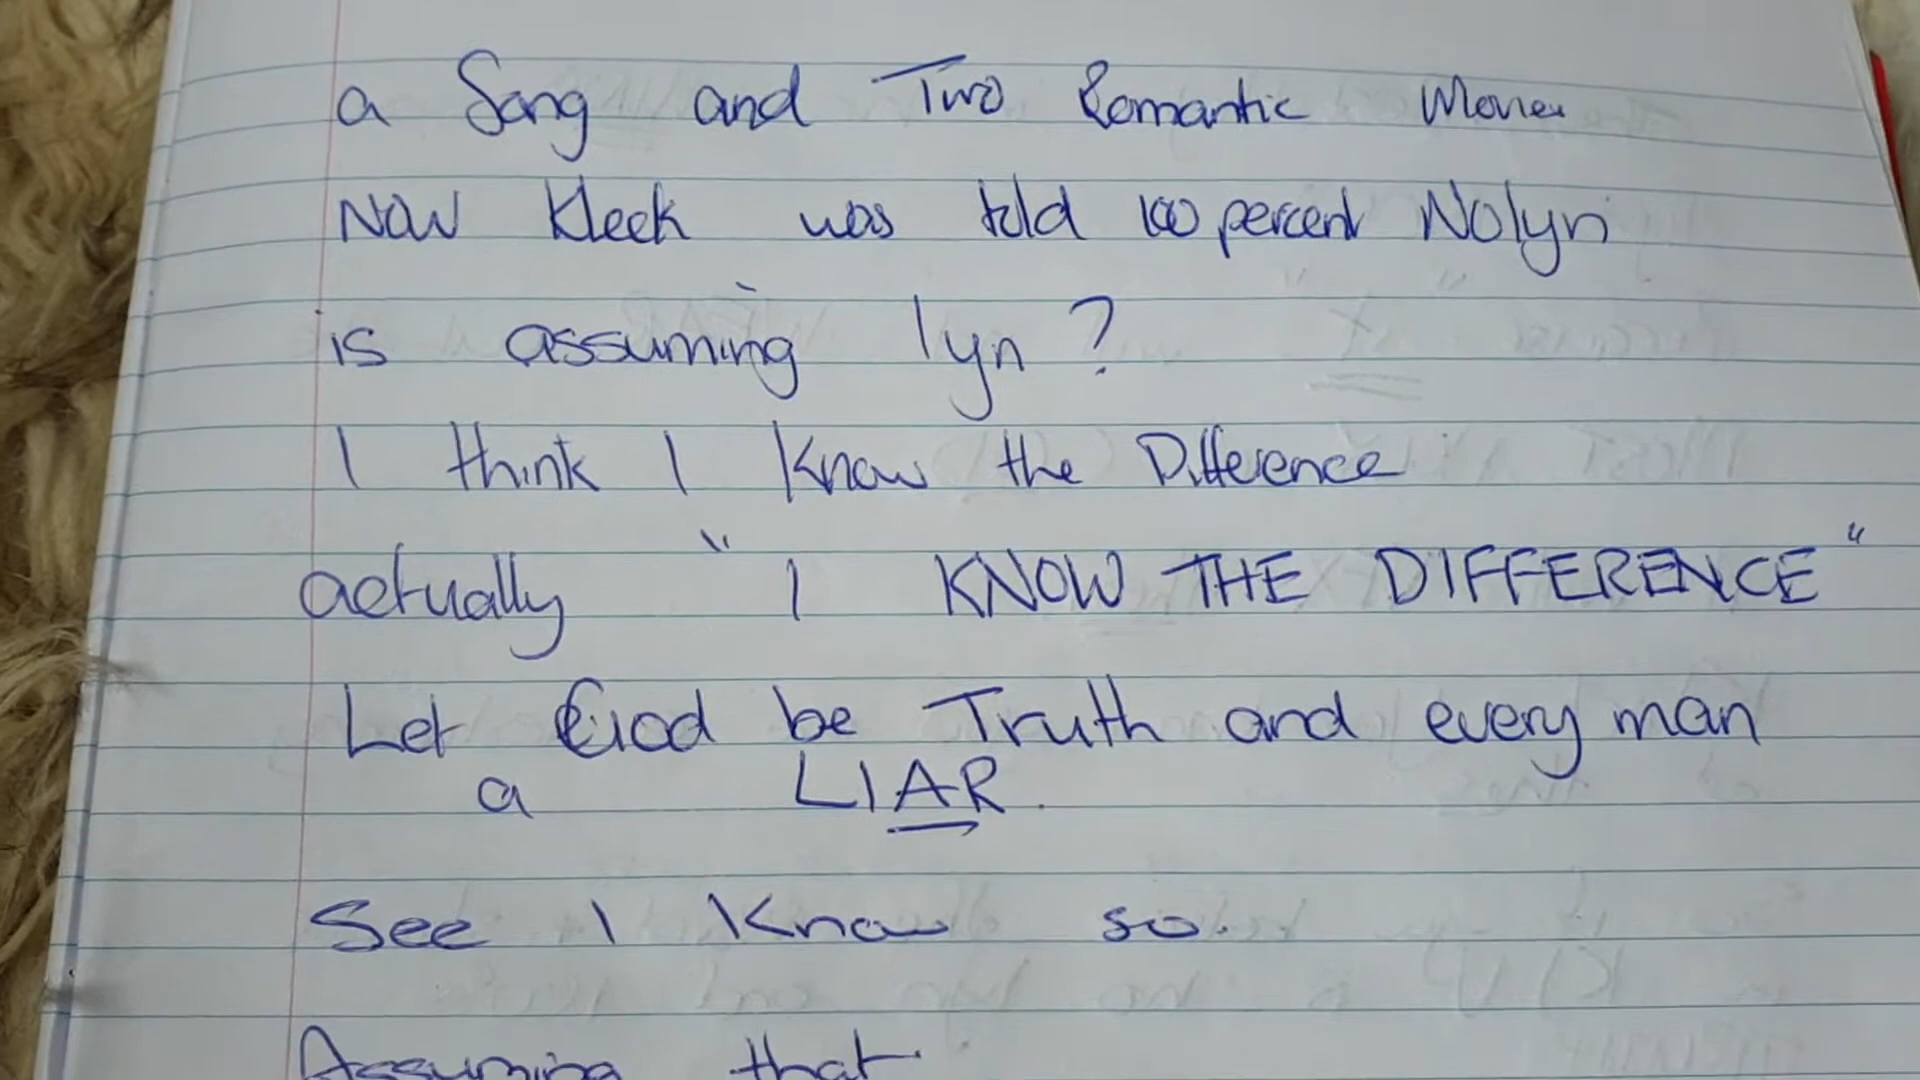 a Song and Two Romantic Movies
Now Kleek was told 100 percent Nolyn
is assuming lyn ?
I think I know the Difference
actually " I KNOW THE DIFFERENCE "
Let God be Truth and every man
a LIAR.
See I know so.
Assuming that